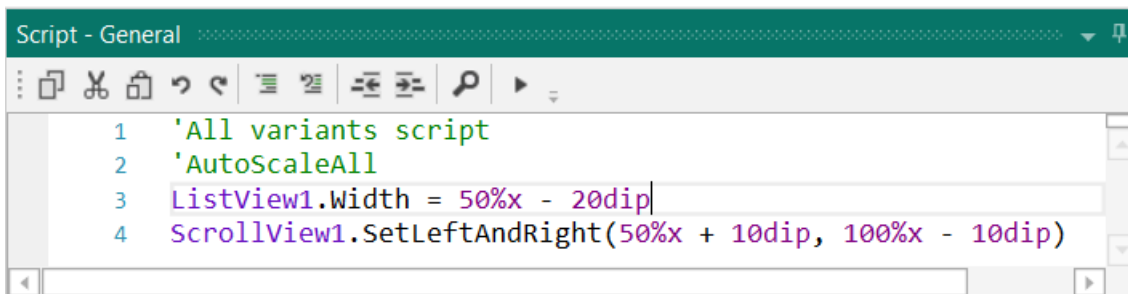 Script - General
1 'All variants script
2 'AutoScaleAll
3 ListView1.Width = 50%x - 20dip
4 ScrollView1.SetLeftAndRight(50%x + 10dip, 100%x - 10dip)